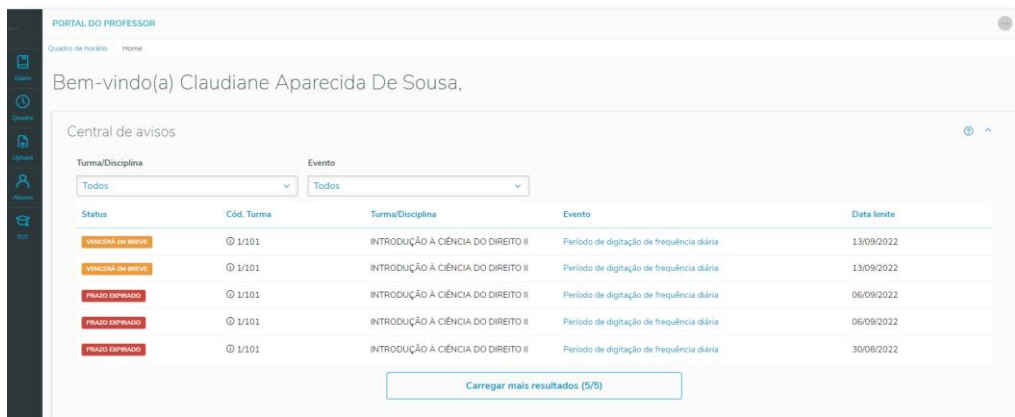 PORTAL DO PROFESSOR
Quadro de horário Home
Bem-vindo(a) Claudiane Aparecida De Sousa,
Central de avisos
Turma/Disciplina Evento
Todos Todos
Status Cód. Turma Turma/Disciplina Evento Data limite
VENCERÁ EM BREVE 1/101 INTRODUÇÃO À CIÊNCIA DO DIREITO II Período de digitação de frequência diária 13/09/2022
VENCERÁ EM BREVE 1/101 INTRODUÇÃO À CIÊNCIA DO DIREITO II Período de digitação de frequência diária 13/09/2022
PRAZO EXPIRADO 1/101 INTRODUÇÃO À CIÊNCIA DO DIREITO II Período de digitação de frequência diária 06/09/2022
PRAZO EXPIRADO 1/101 INTRODUÇÃO À CIÊNCIA DO DIREITO II Período de digitação de frequência diária 06/09/2022
PRAZO EXPIRADO 1/101 INTRODUÇÃO À CIÊNCIA DO DIREITO II Período de digitação de frequência diária 30/08/2022
Carregar mais resultados (5/5)
Diário
Quadro
Upload
Alunos
TCC